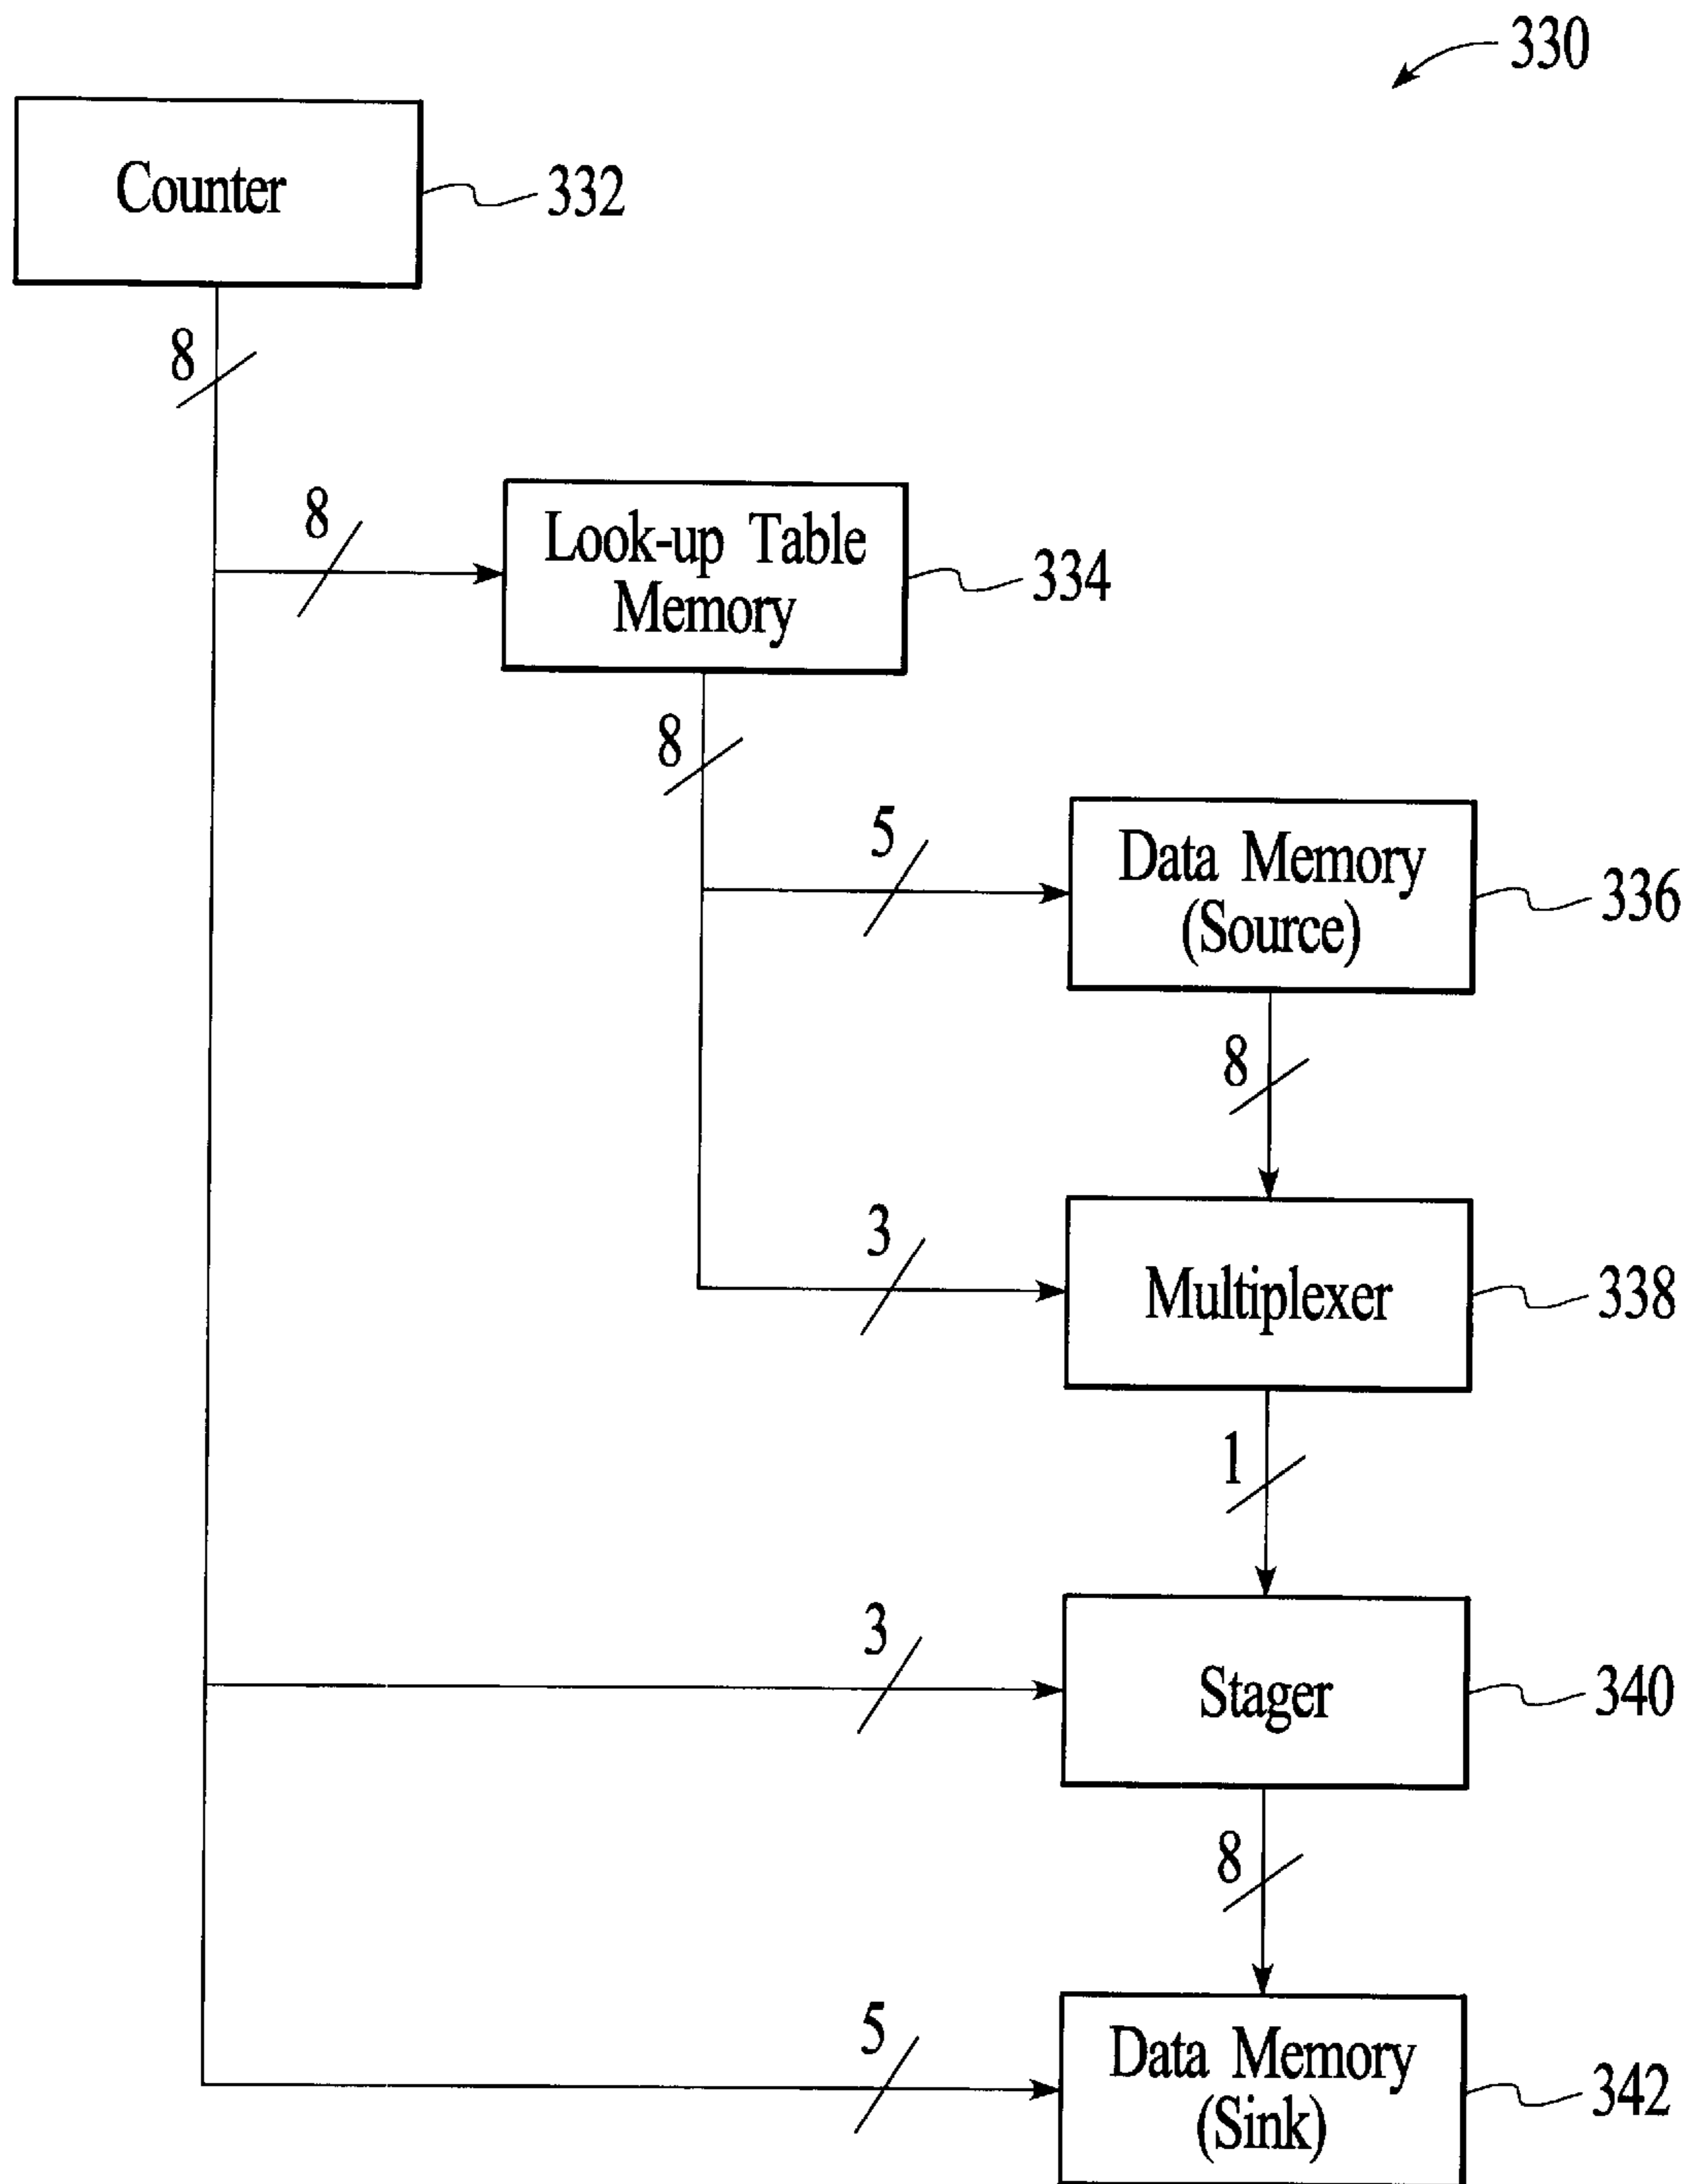 330
Counter
332
8
8
Look-up Table
Memory
334
8
5
Data Memory
(Source)
336
8
3
Multiplexer
338
1
3
Stager
340
8
5
Data Memory
(Sink)
342